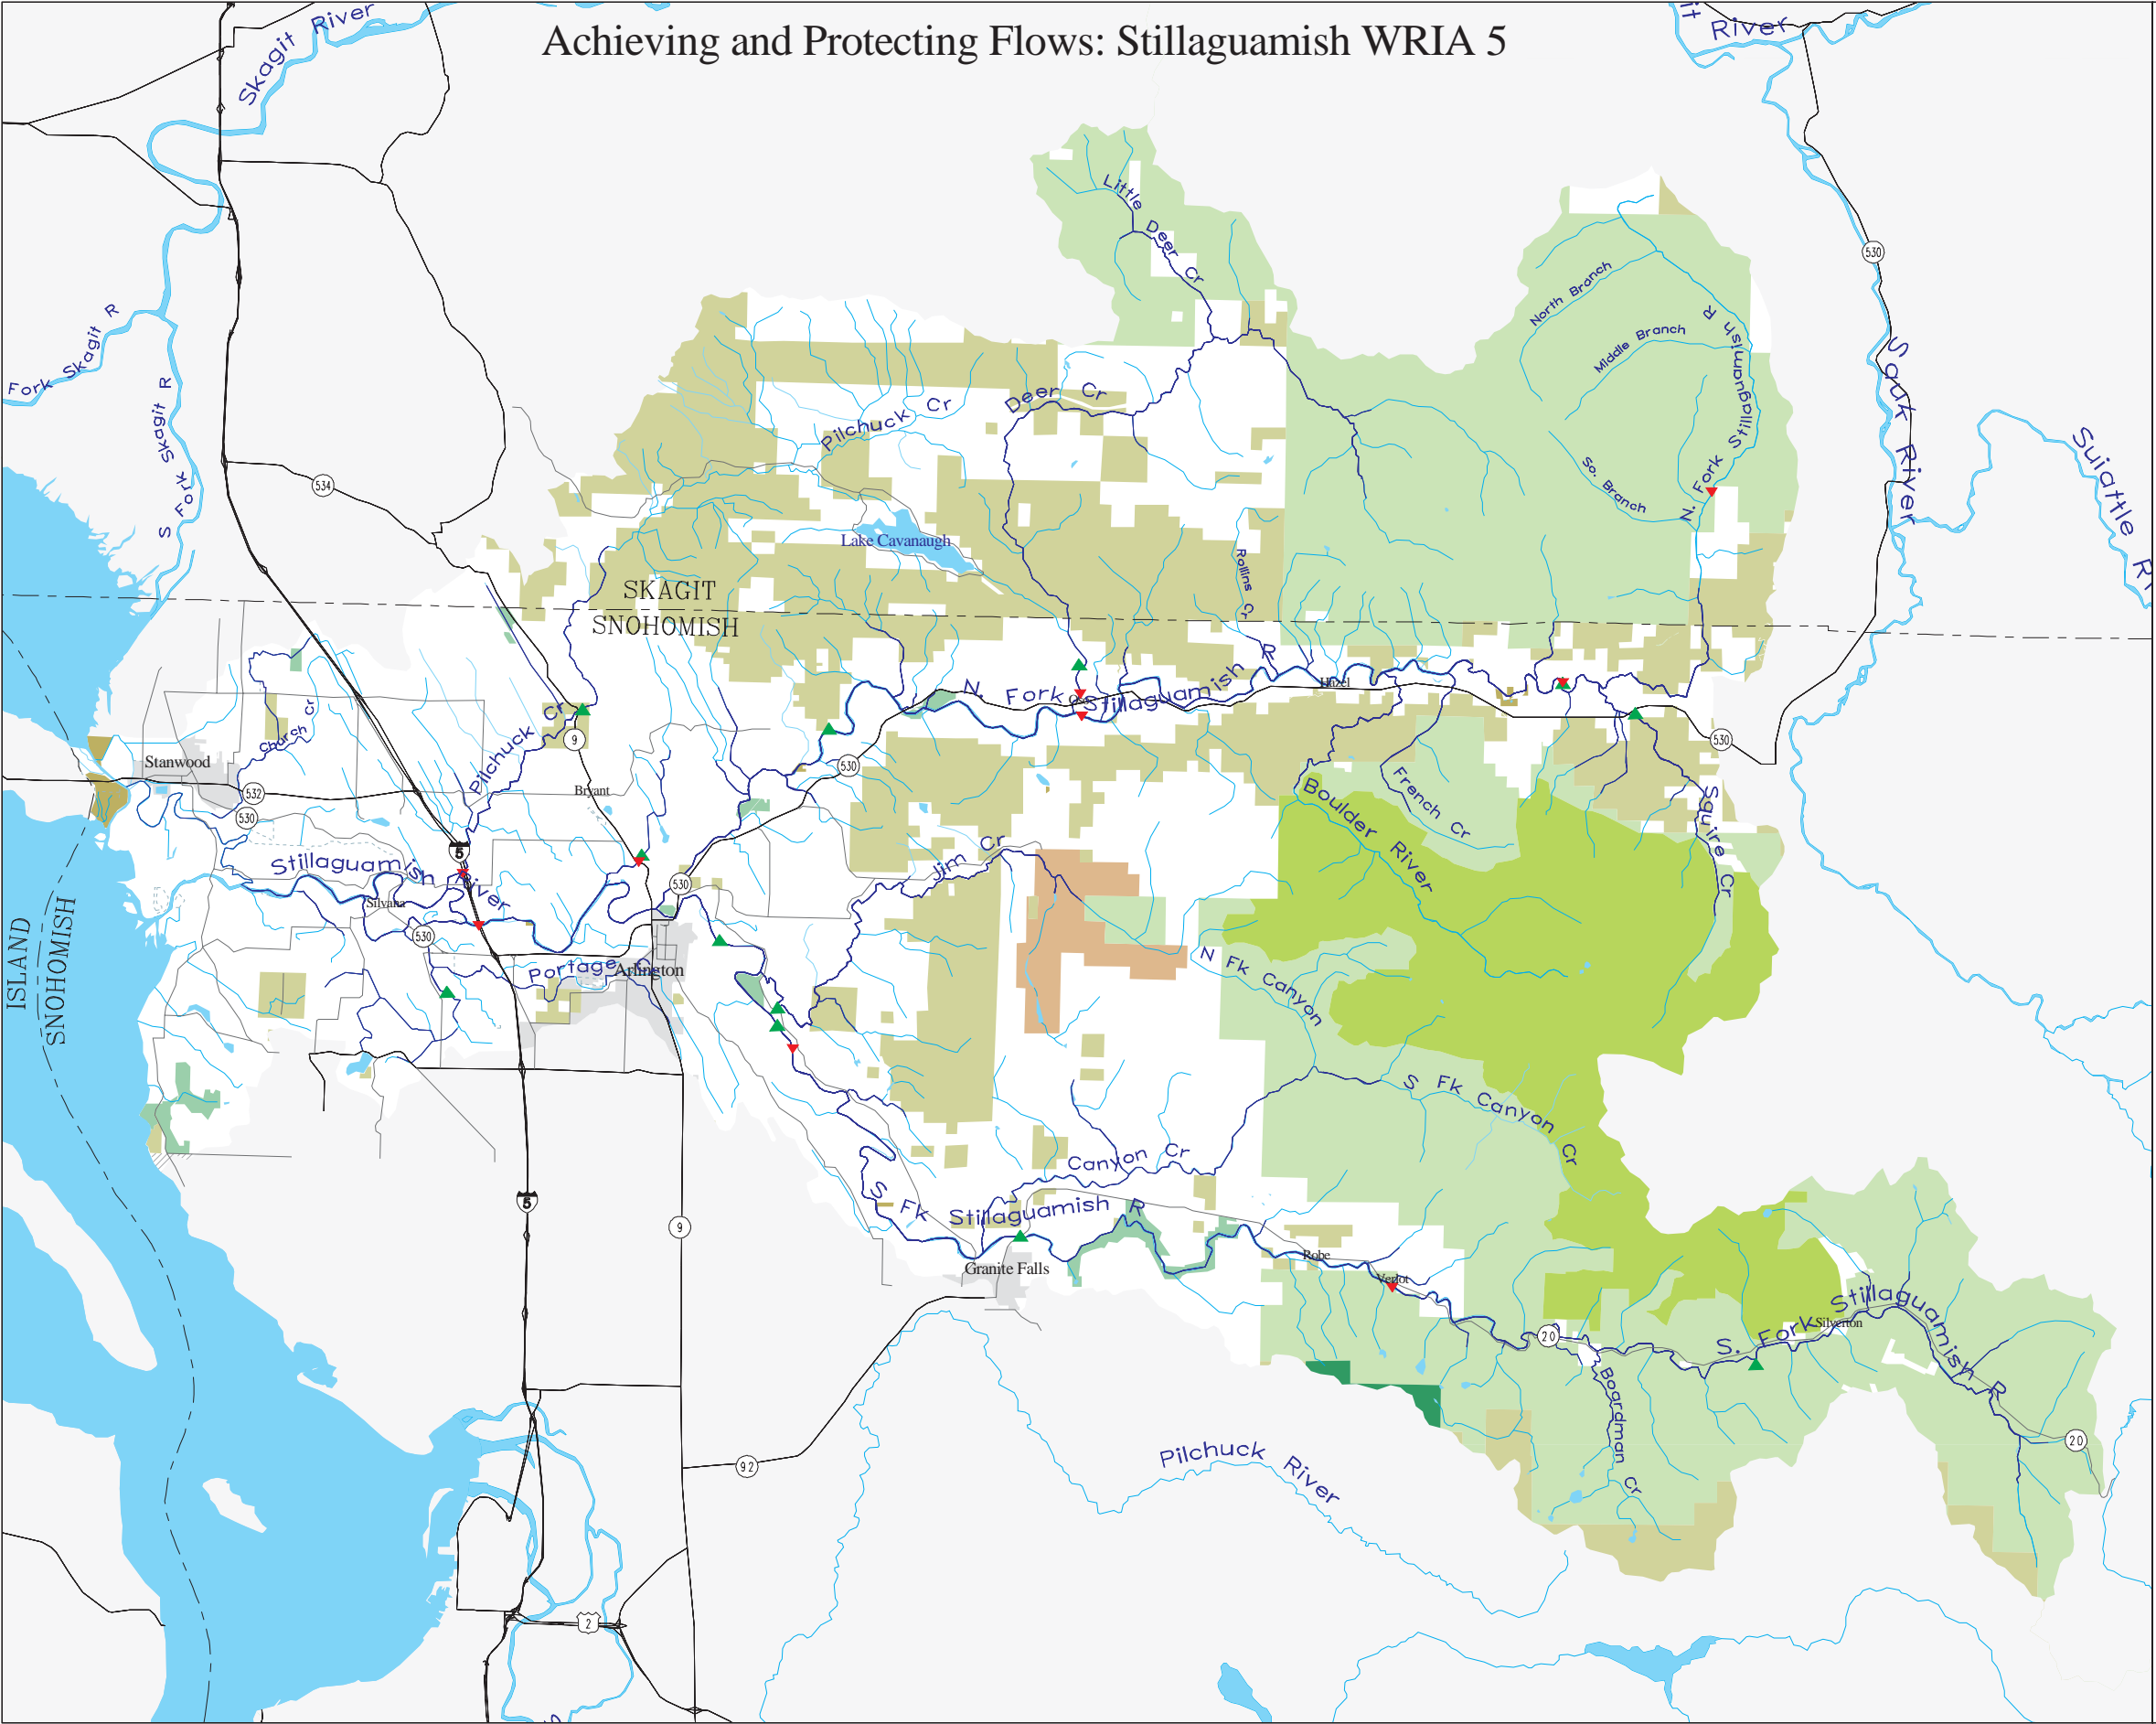 Achieving and Protecting Flows: Stillaguamish WRIA 5
Skagit River
it River
Little Deer Cr
530
North Branch
Middle Branch
N. Fork Stillaguamish R
So. Branch
Sauk River
Suiattle Ri
Fork Skagit R
S Fork Skagit R
Pilchuck Cr
Deer Cr
534
Lake Cavanaugh
Rollins Cr
SKAGIT
SNOHOMISH
N. Fork Stillaguamish R
Oso
Hazel
Church Cr
Stanwood
Pilchuck Cr
9
530
530
532
530
Bryant
Boulder River
French Cr
Squire Cr
5
Stillaguamish River
Jim Cr
530
Silvana
530
ISLAND
SNOHOMISH
Portage Cr
Arlington
N Fk Canyon
S Fk Canyon Cr
Canyon Cr
5
9
S Fk Stillaguamish R
Granite Falls
Robe
Verlot
20
S. Fork Stillaguamish R
Silverton
Boardman Cr
20
92
Pilchuck River
2